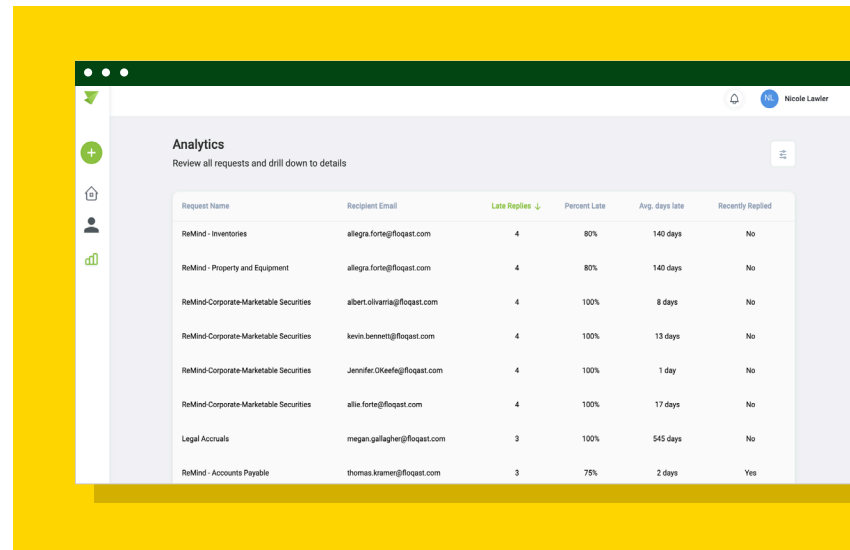 NL Nicole Lawler
Analytics
Review all requests and drill down to details
Request Name Recipient Email Late Replies ↓ Percent Late Avg. days late Recently Replied
ReMind - Inventories allegra.forte@floqast.com 4 80% 140 days No
ReMind - Property and Equipment allegra.forte@floqast.com 4 80% 140 days No
ReMind-Corporate-Marketable Securities albert.olivarria@floqast.com 4 100% 8 days No
ReMind-Corporate-Marketable Securities kevin.bennett@floqast.com 4 100% 13 days No
ReMind-Corporate-Marketable Securities Jennifer.OKeefe@floqast.com 4 100% 1 day No
ReMind-Corporate-Marketable Securities allie.forte@floqast.com 4 100% 17 days No
Legal Accruals megan.gallagher@floqast.com 3 100% 545 days No
ReMind - Accounts Payable thomas.kramer@floqast.com 3 75% 2 days Yes